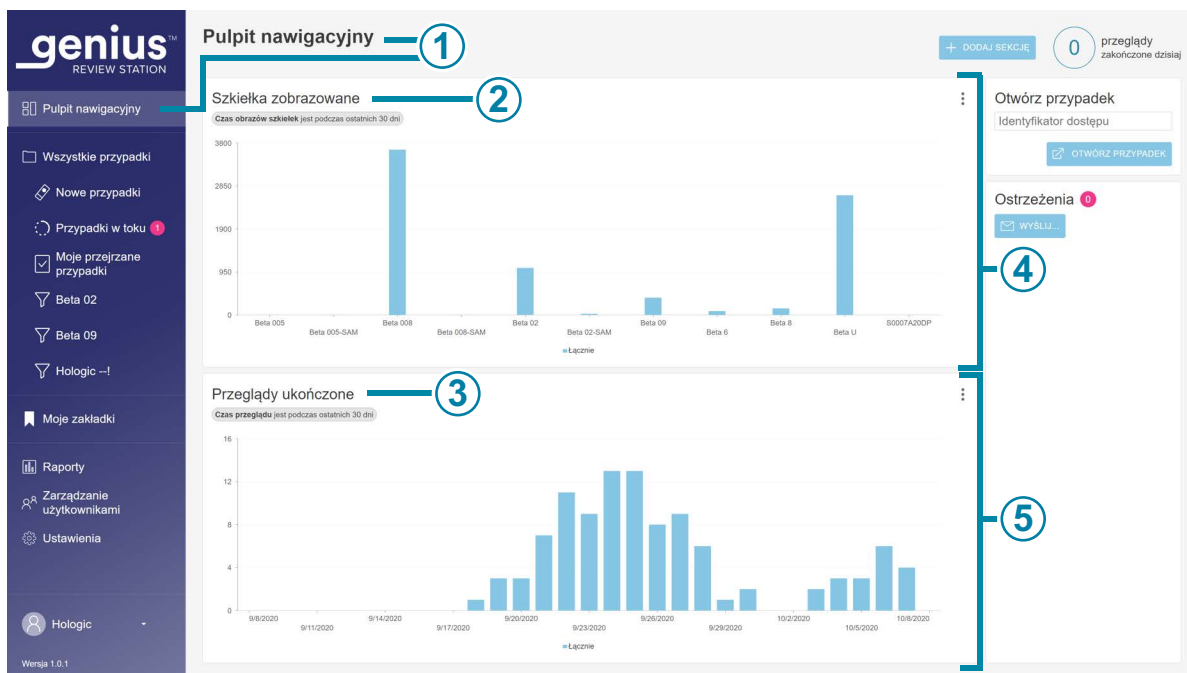 genius™
REVIEW STATION
Pulpit nawigacyjny
Wszystkie przypadki
Nowe przypadki
Przypadki w toku 1
Moje przejrzane
przypadki
Beta 02
Beta 09
Hologic --!
Moje zakładki
Raporty
Zarządzanie
użytkownikami
Ustawienia
Hologic
Wersja 1.0.1
Pulpit nawigacyjny
1
+ DODAJ SEKCJĘ
0
przeglądy
zakończone dzisiaj
Szkiełka zobrazowane
2
Czas obrazów szkiełek jest podczas ostatnich 30 dni
3800
2850
1900
950
0
Beta 005
Beta 005-SAM
Beta 008
Beta 008-SAM
Beta 02
Beta 02-SAM
Beta 09
Beta 6
Beta 8
Beta U
S0007A20DP
Łącznie
4
Przeglądy ukończone
3
Czas przeglądu jest podczas ostatnich 30 dni
16
12
8
4
0
9/8/2020
9/11/2020
9/14/2020
9/17/2020
9/20/2020
9/23/2020
9/26/2020
9/29/2020
10/2/2020
10/5/2020
10/8/2020
Łącznie
5
Otwórz przypadek
Identyfikator dostępu
OTWÓRZ PRZYPADEK
Ostrzeżenia 0
WYŚLIJ...